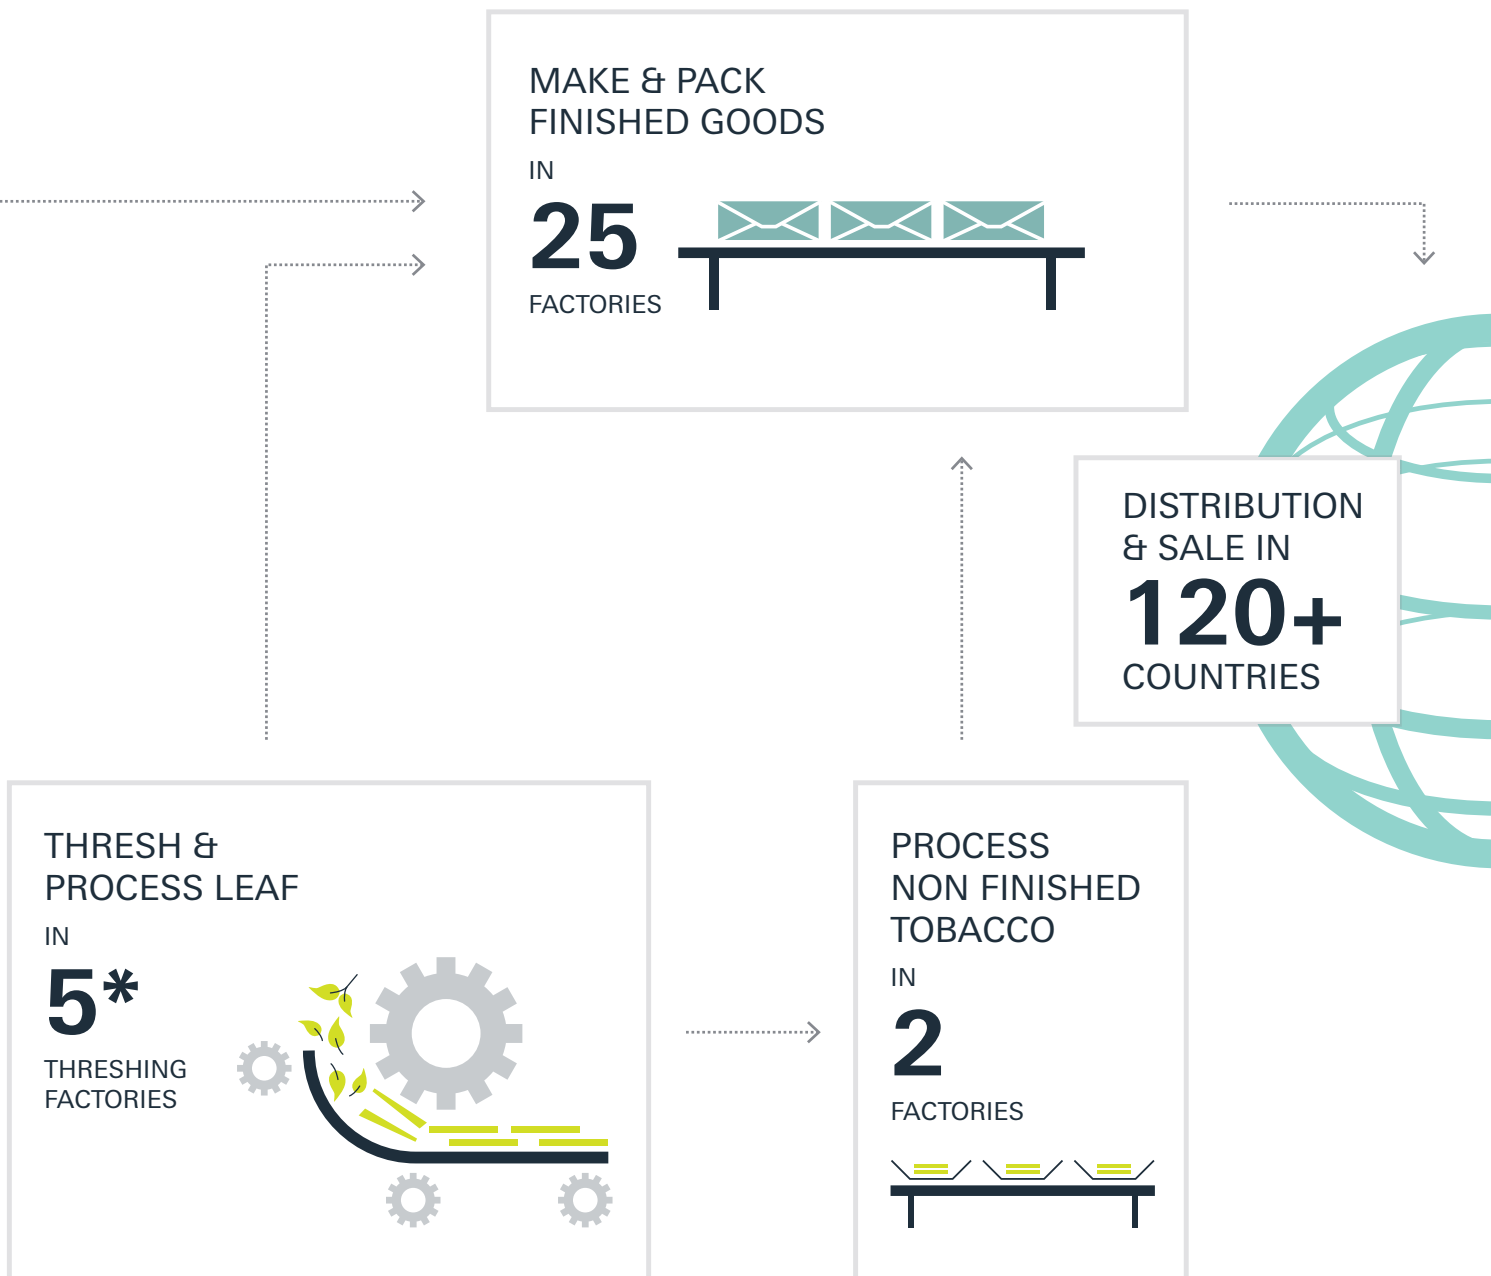 MAKE & PACK
FINISHED GOODS
IN
25
FACTORIES
DISTRIBUTION
& SALE IN
120+
COUNTRIES
THRESH &
PROCESS LEAF
IN
5*
THRESHING
FACTORIES
PROCESS
NON FINISHED
TOBACCO
IN
2
FACTORIES